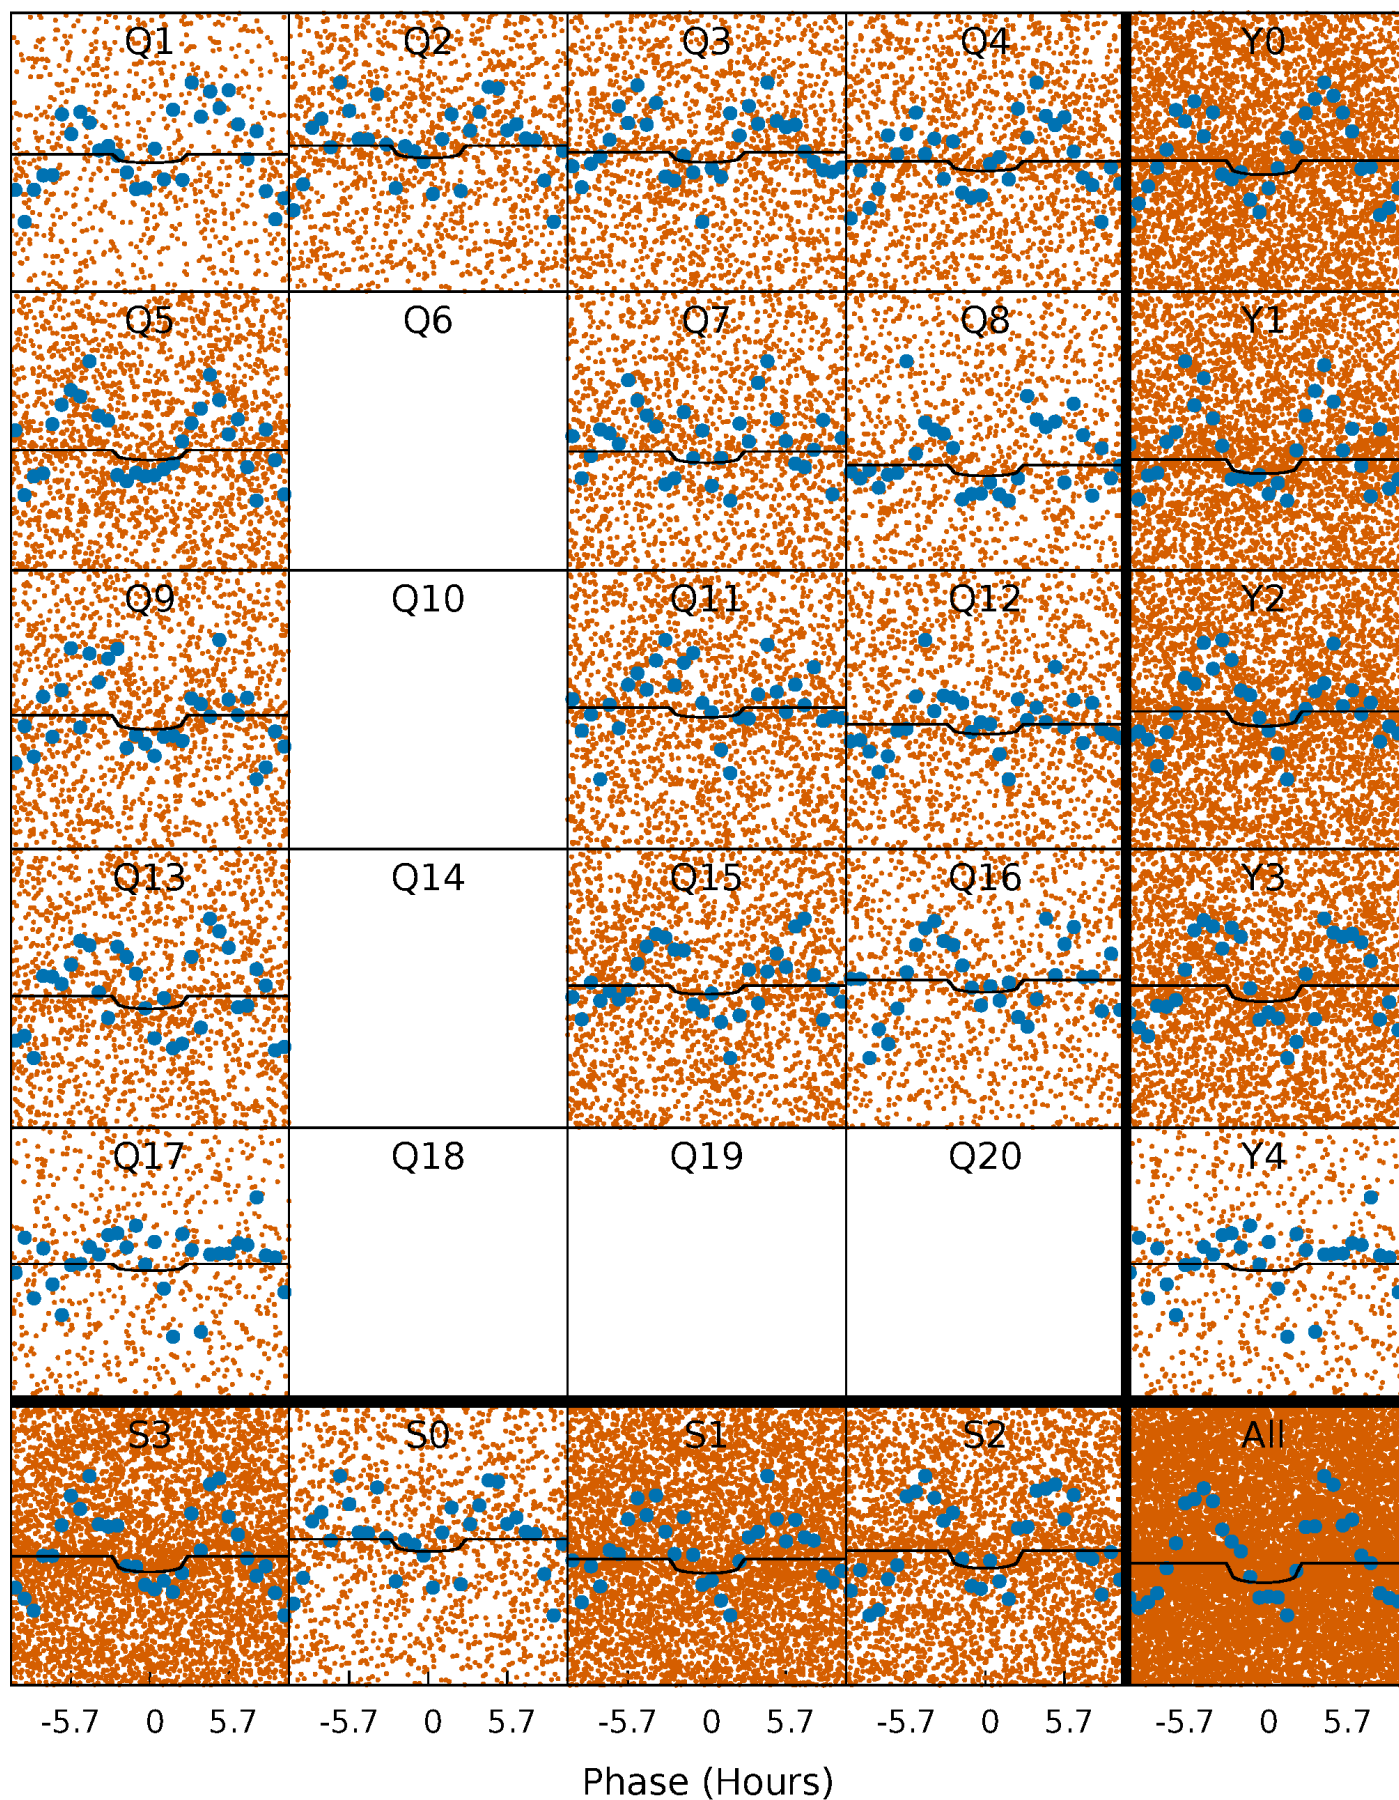 Q1 Q2 Q3 Q4 Y0
Q5 Q6 Q7 Q8 Y1
Q9 Q10 Q11 Q12 Y2
Q13 Q14 Q15 Q16 Y3
Q17 Q18 Q19 Q20 Y4
S3 S0 S1 S2 All
-5.7 0 5.7 -5.7 0 5.7 -5.7 0 5.7 -5.7 0 5.7 -5.7 0 5.7
Phase (Hours)